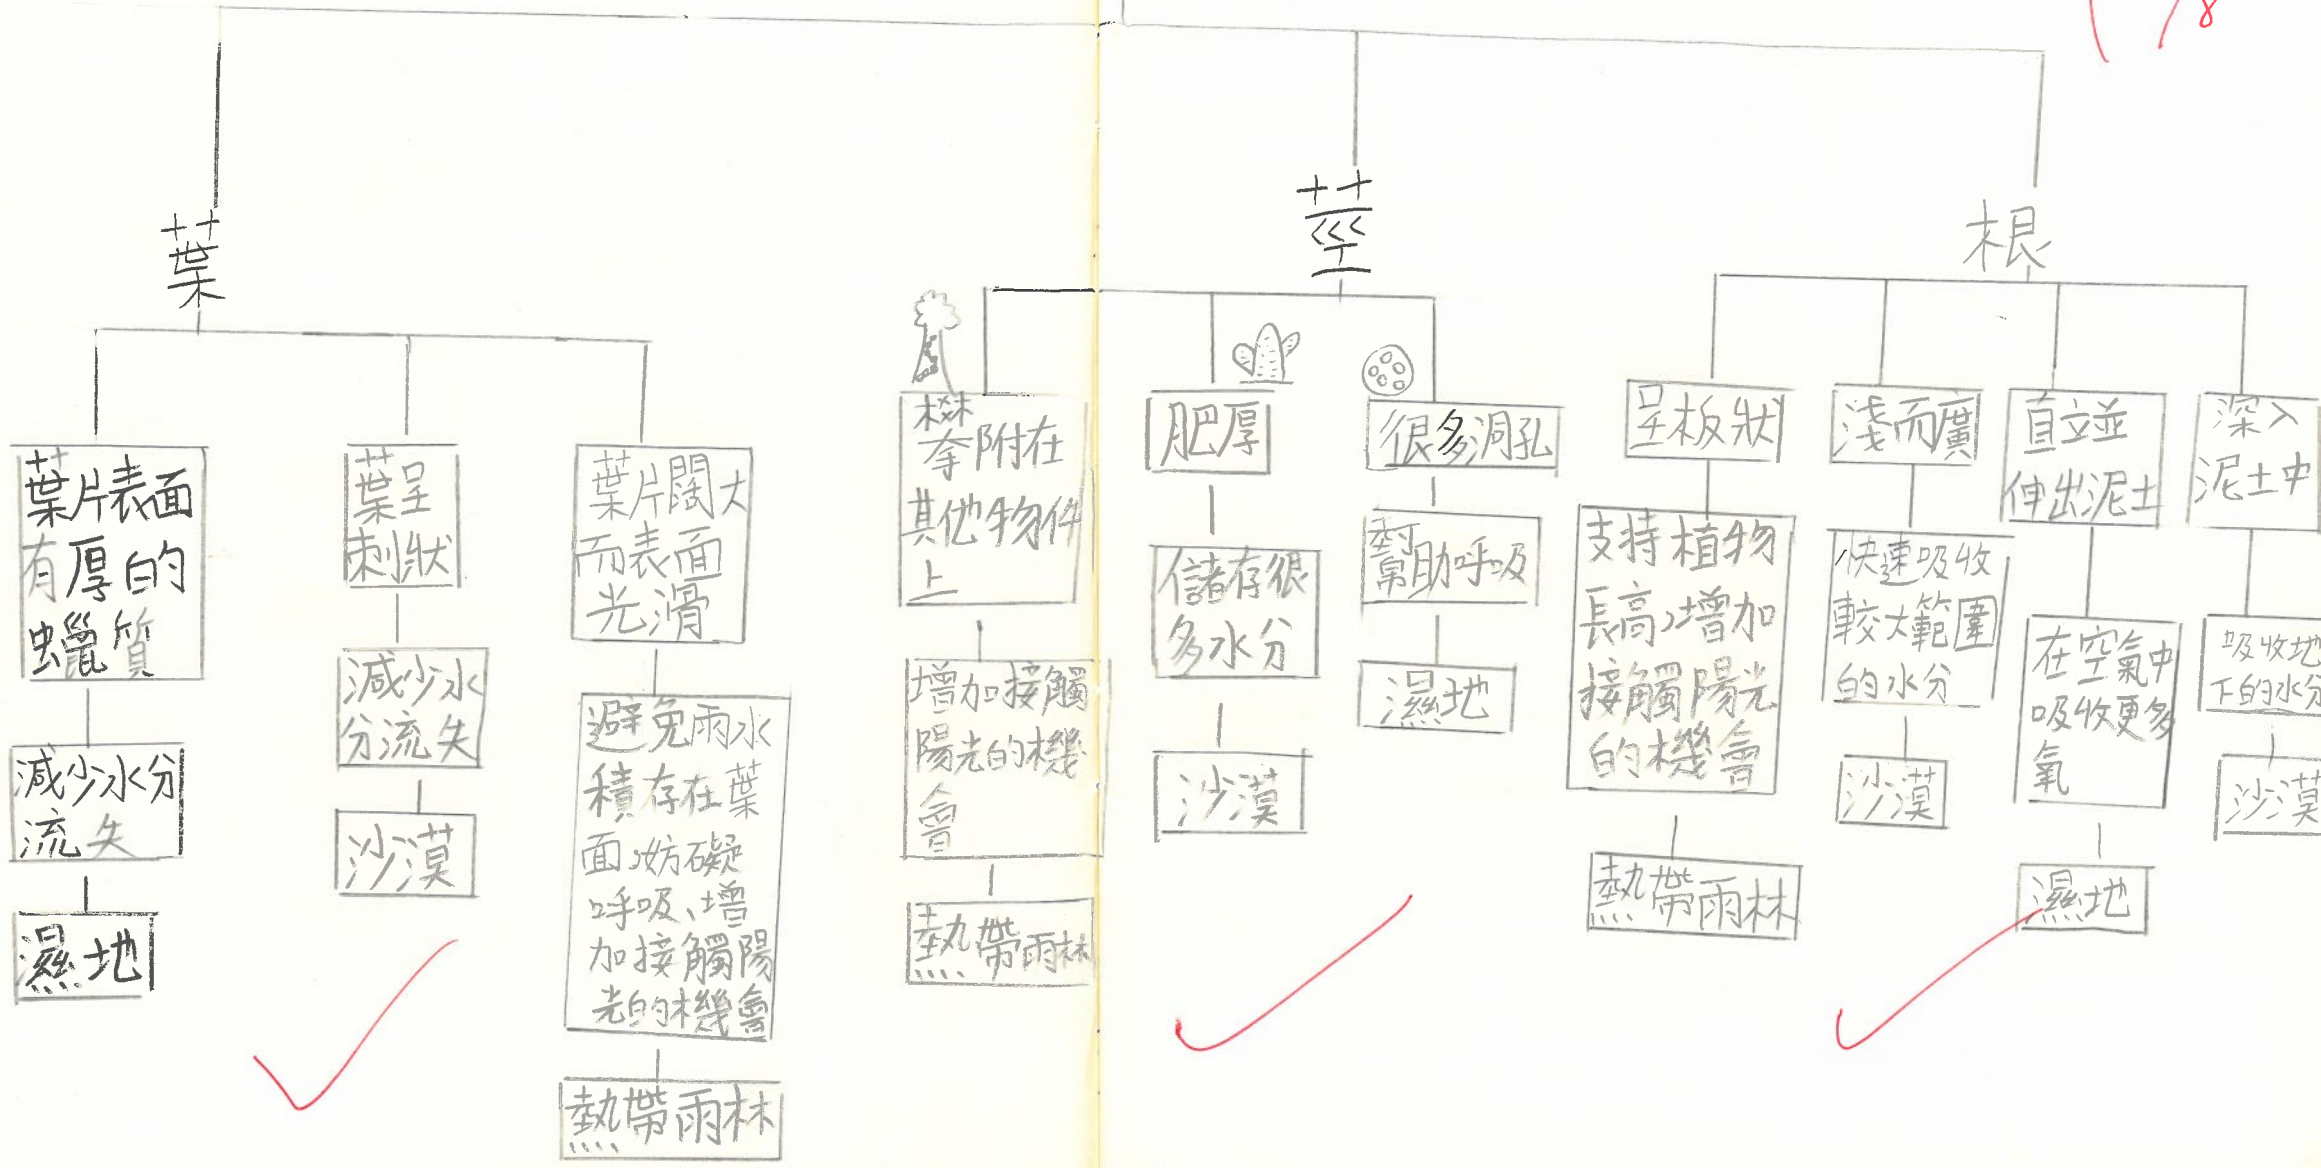 8
葉
莖
根
葉片表面
有厚的
蠟質
減少水分
流失
濕地
葉呈
刺狀
減少水
分流失
沙漠
葉片闊大
而表面
光滑
避免雨水
積存在葉
面,妨礙
呼吸、增
加接觸陽
光的機會
熱帶雨林
攀附在
其他物件
上
增加接觸
陽光的機
會
熱帶雨林
肥厚
儲存很
多水分
沙漠
很多洞孔
幫助呼吸
濕地
呈板狀
支持植物
長高,增加
接觸陽光
的機會
熱帶雨林
淺而廣
快速吸收
較大範圍
的水分
沙漠
直立並
伸出泥土
在空氣中
吸收更多
氧
濕地
深入
泥土中
吸收地
下的水分
沙漠